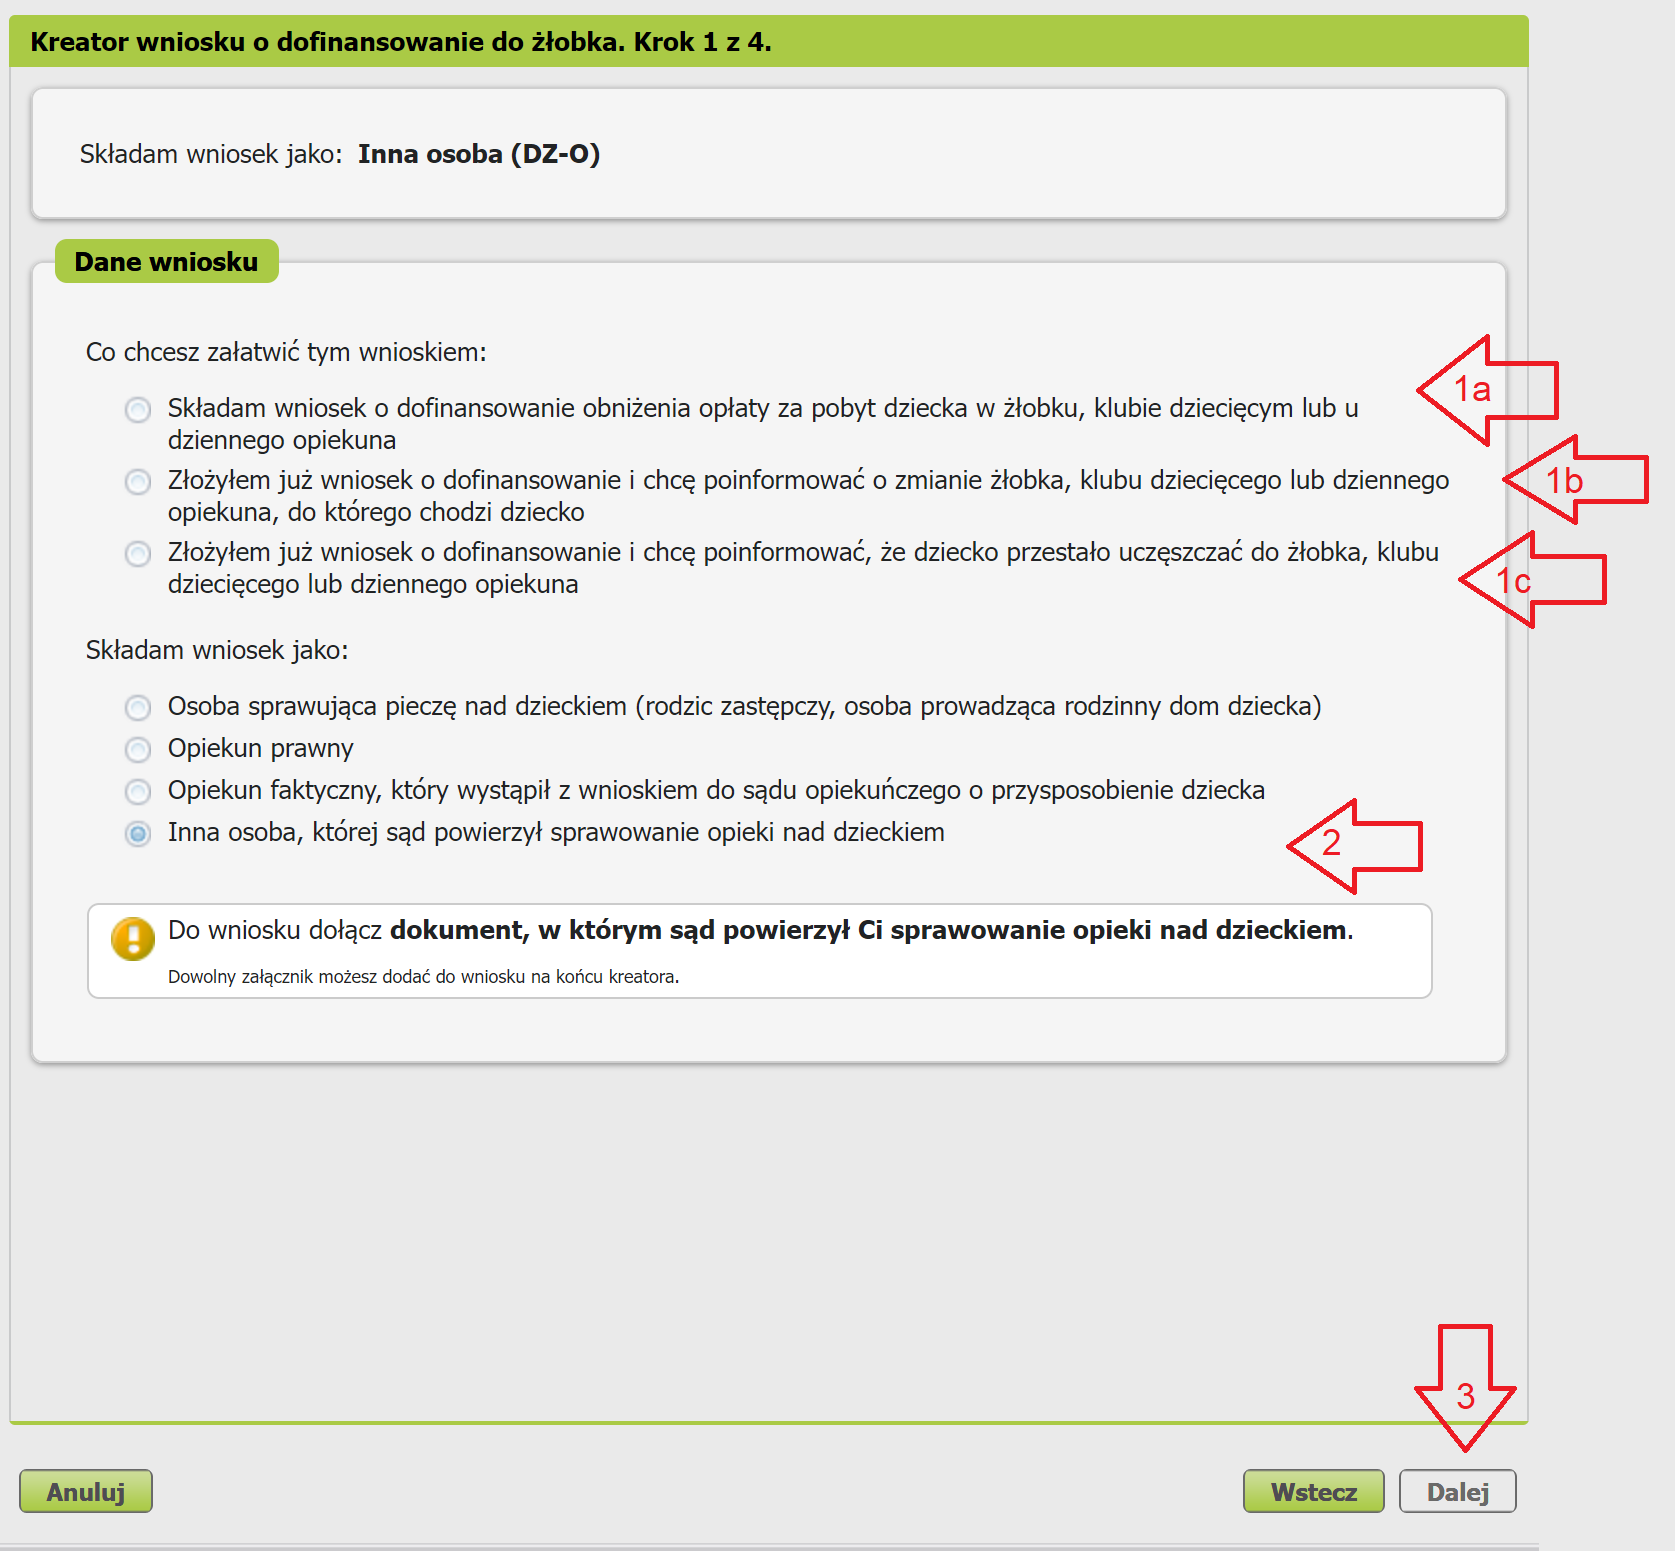 Kreator wniosku o dofinansowanie do żłobka. Krok 1 z 4.
Składam wniosek jako: Inna osoba (DZ-O)
Dane wniosku
Co chcesz załatwić tym wnioskiem:
1a
Składam wniosek o dofinansowanie obniżenia opłaty za pobyt dziecka w żłobku, klubie dziecięcym lub u
dziennego opiekuna
Złożyłem już wniosek o dofinansowanie i chcę poinformować o zmianie żłobka, klubu dziecięcego lub dziennego
1b
opiekuna, do którego chodzi dziecko
Złożyłem już wniosek o dofinansowanie i chcę poinformować, że dziecko przestało uczęszczać do żłobka, klubu
dziecięcego lub dziennego opiekuna
1c
Składam wniosek jako:
Osoba sprawująca pieczę nad dzieckiem (rodzic zastępczy, osoba prowadząca rodzinny dom dziecka)
Opiekun prawny
Opiekun faktyczny, który wystąpił z wnioskiem do sądu opiekuńczego o przysposobienie dziecka
Inna osoba, której sąd powierzył sprawowanie opieki nad dzieckiem
2
Do wniosku dołącz dokument, w którym sąd powierzył Ci sprawowanie opieki nad dzieckiem.
Dowolny załącznik możesz dodać do wniosku na końcu kreatora.
3
Anuluj
Wstecz
Dalej